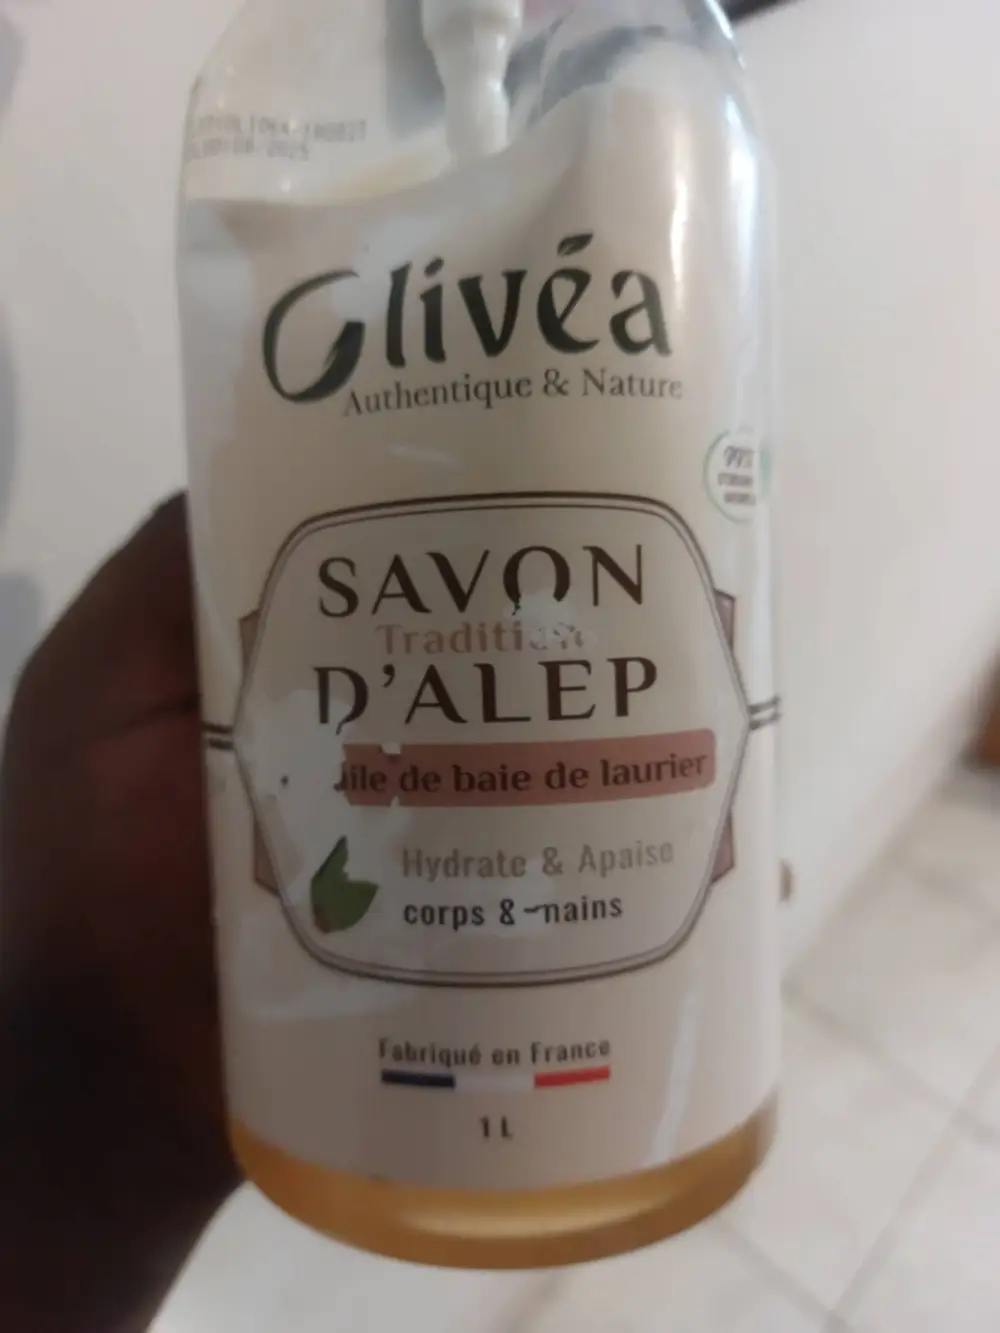 Olivéa
Authentique & Nature
SAVON
D'ALEP
de baie de laurier
Hydrate & Apaise
corps &
Fabriqué en France
1 L